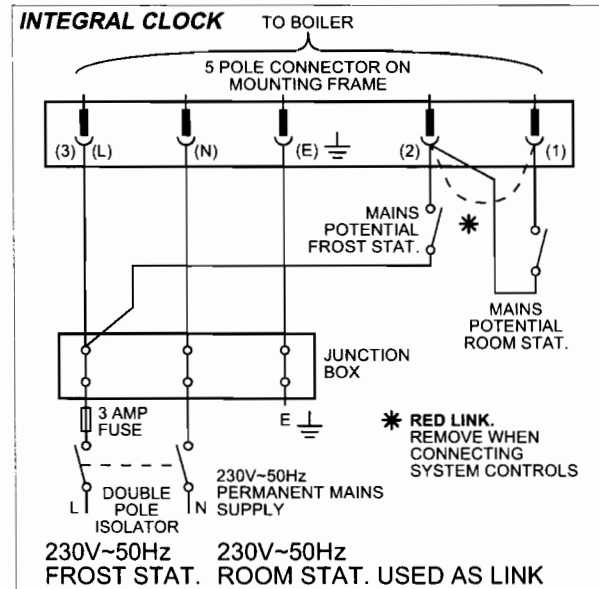 INTEGRAL CLOCK
TO BOILER
5 POLE CONNECTOR ON
MOUNTING FRAME
(3) (L) (N) (E) (2) (1)
MAINS
POTENTIAL
FROST STAT.
MAINS
POTENTIAL
ROOM STAT.
JUNCTION
BOX
3 AMP
FUSE
E
✱ RED LINK.
REMOVE WHEN
CONNECTING
SYSTEM CONTROLS
L
DOUBLE
POLE
ISOLATOR
N
230V~50Hz
PERMANENT MAINS
SUPPLY
230V~50Hz
FROST STAT.
230V~50Hz
ROOM STAT. USED AS LINK